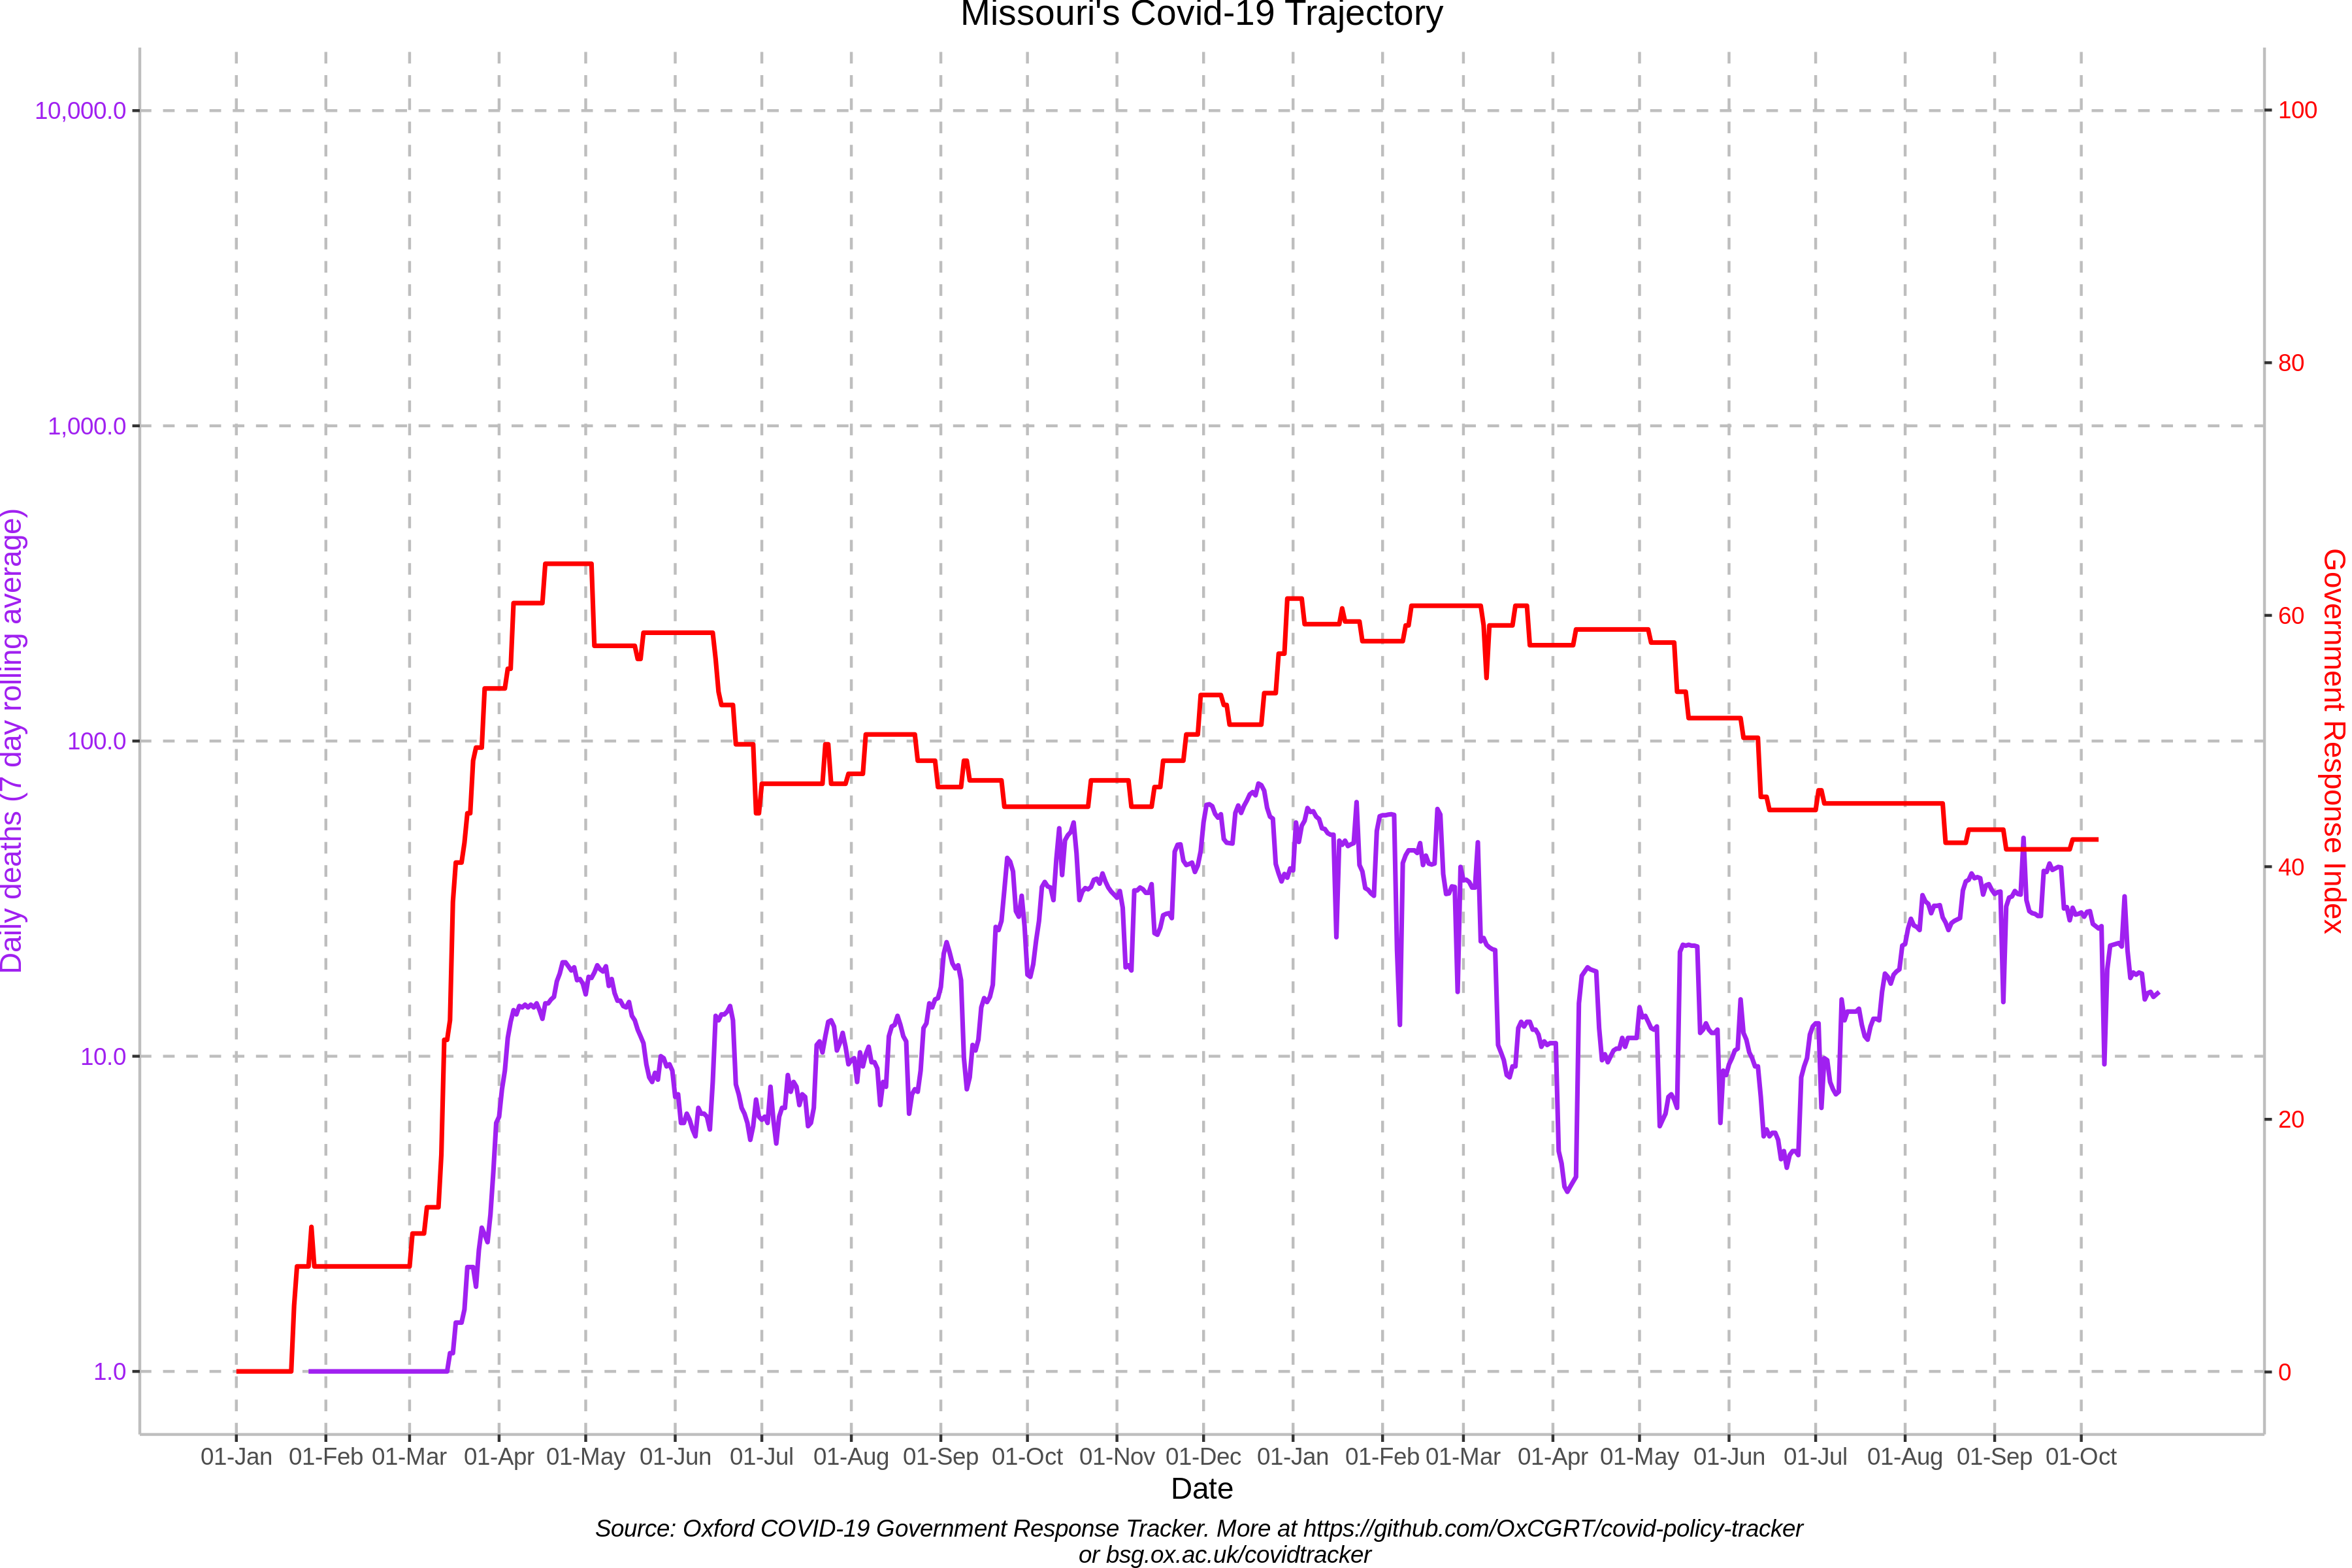 Missouri's Covid-19 Trajectory
10,000.0
1,000.0
100.0
10.0
1.0
Daily deaths (7 day rolling average)
100
80
60
40
20
0
Government Response Index
01-Jan 01-Feb 01-Mar 01-Apr 01-May 01-Jun 01-Jul 01-Aug 01-Sep 01-Oct 01-Nov 01-Dec 01-Jan 01-Feb 01-Mar 01-Apr 01-May 01-Jun 01-Jul 01-Aug 01-Sep 01-Oct
Date
Source: Oxford COVID-19 Government Response Tracker. More at https://github.com/OxCGRT/covid-policy-tracker
or bsg.ox.ac.uk/covidtracker